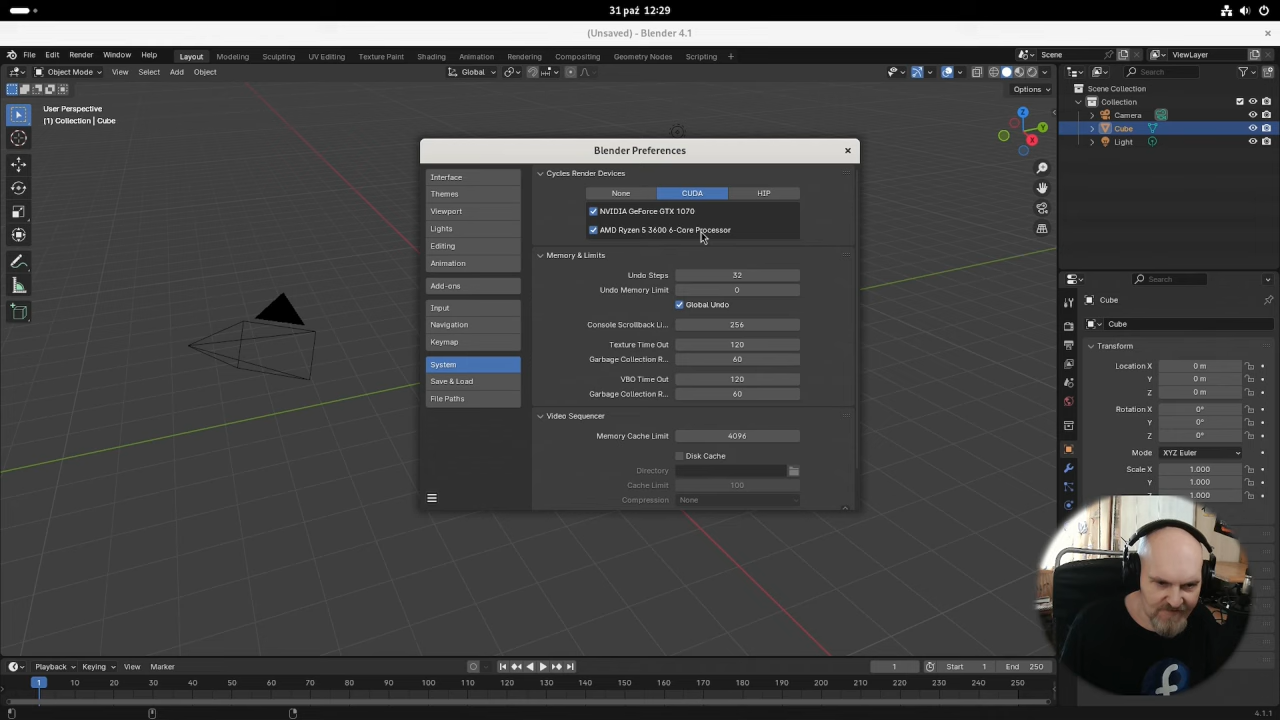 31 paź 12:29
(Unsaved) - Blender 4.1
File Edit Render Window Help Layout Modeling Sculpting UV Editing Texture Paint Shading Animation Rendering Compositing Geometry Nodes Scripting + Scene ViewLayer
Object Mode View Select Add Object Global Search
Options
User Perspective
(1) Collection | Cube
Scene Collection
Collection
Camera
Cube
Light
Z
Y
X
Blender Preferences
Interface
Themes
Viewport
Lights
Editing
Animation
Add-ons
Input
Navigation
Keymap
System
Save & Load
File Paths
Cycles Render Devices
None CUDA HIP
NVIDIA GeForce GTX 1070
AMD Ryzen 5 3600 6-Core Processor
Memory & Limits
Undo Steps 32
Undo Memory Limit 0
Global Undo
Console Scrollback Li... 256
Texture Time Out 120
Garbage Collection R... 60
VBO Time Out 120
Garbage Collection R... 60
Video Sequencer
Memory Cache Limit 4096
Disk Cache
Directory
Cache Limit 100
Compression None
Search
Cube
Cube
Transform
Location X 0 m
Y 0 m
Z 0 m
Rotation X 0°
Y 0°
Z 0°
Mode XYZ Euler
Scale X 1.000
Y 1.000
Z 1.000
Playback Keying View Marker 1 Start 1 End 250
1 10 20 30 40 50 60 70 80 90 100 110 120 130 140 150 160 170 180 190 200 210 220 230 240 250
4.1.1